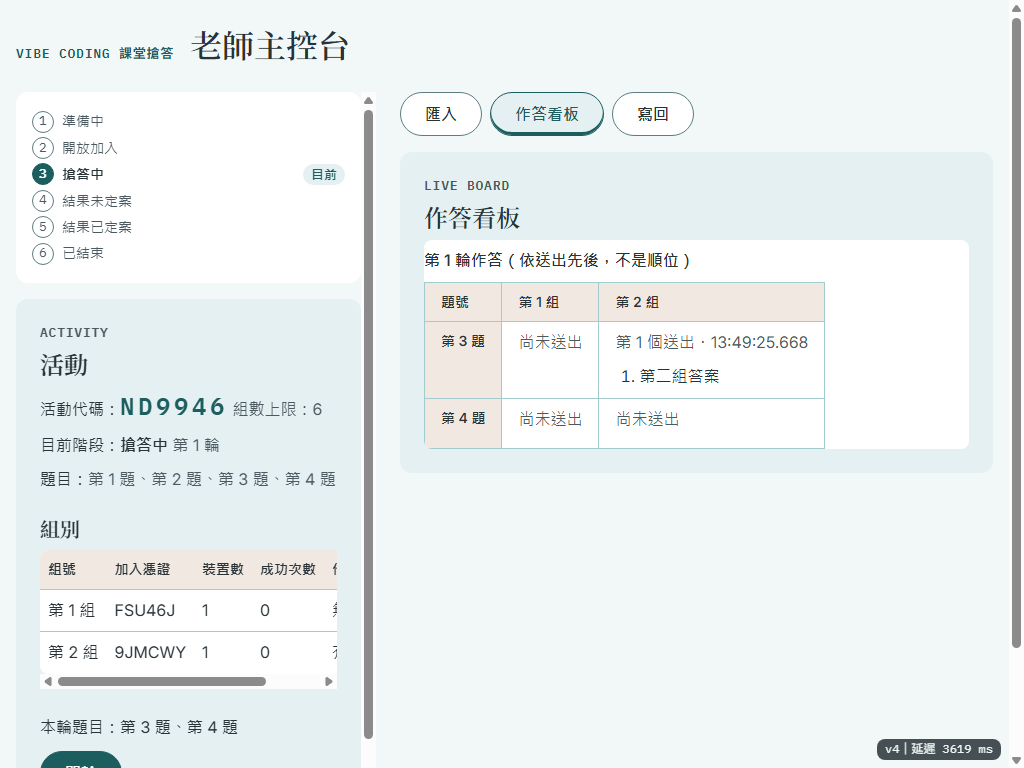 VIBE CODING 課堂搶答 老師主控台
1 準備中
2 開放加入
3 搶答中 目前
4 結果未定案
5 結果已定案
6 已結束
ACTIVITY
活動
活動代碼：ND9946 組數上限：6
目前階段：搶答中 第 1 輪
題目：第 1 題、第 2 題、第 3 題、第 4 題
組別
組號 加入憑證 裝置數 成功次數
第 1 組 FSU46J 1 0
第 2 組 9JMCWY 1 0
本輪題目：第 3 題、第 4 題
匯入 作答看板 寫回
LIVE BOARD
作答看板
第 1 輪作答（依送出先後，不是順位）
題號 第 1 組 第 2 組
第 3 題 尚未送出 第 1 個送出 · 13:49:25.668
1. 第二組答案
第 4 題 尚未送出 尚未送出
v4｜延遲 3619 ms